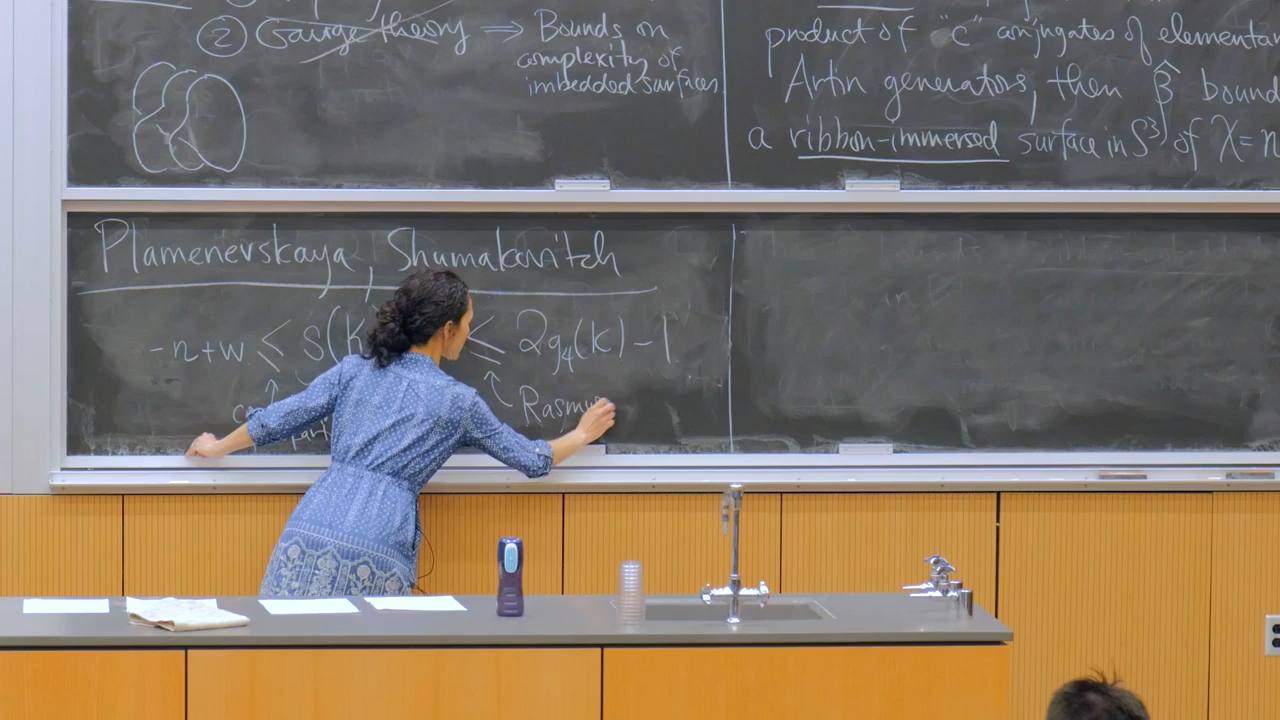 ② Gauge theory ⇒ Bounds on
complexity of
imbedded surfaces
product of "c" conjugates of elementar
Artin generators, then β̂ bound
a ribbon-immersed surface in S³ of χ = n
Plamenevskaya, Shumakovitch
-n+w ≤ s(K ≤ 2g₄(K)-1
Rasmu